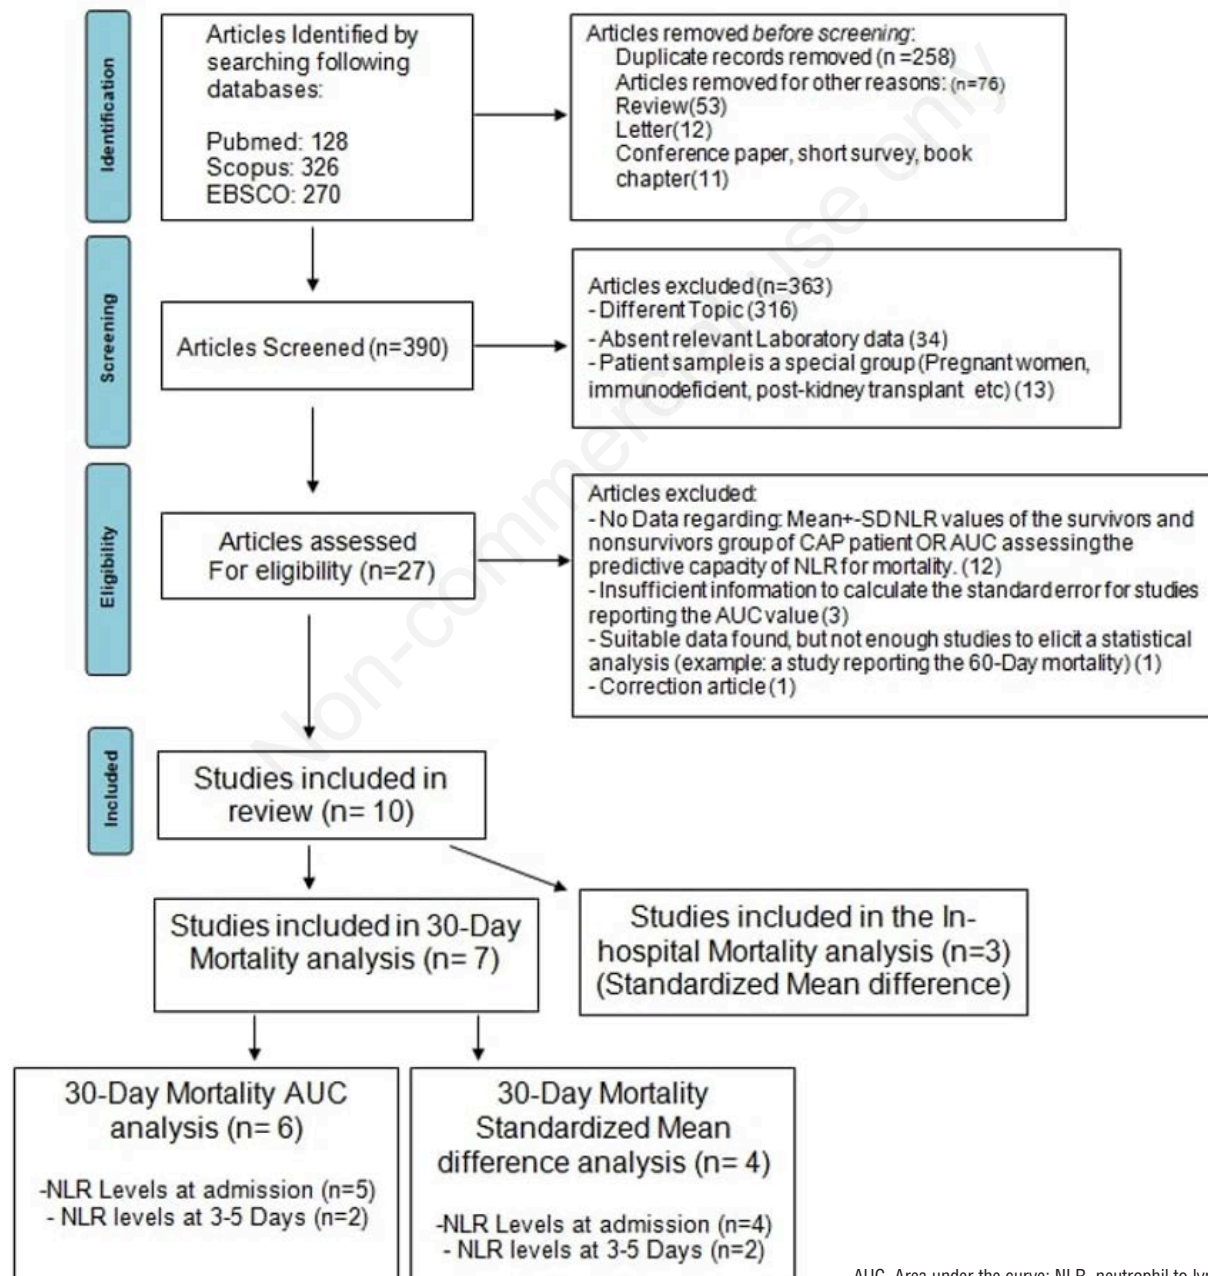 Identification
Articles Identified by
searching following
databases:
Pubmed: 128
Scopus: 326
EBSCO: 270
Articles removed before screening:
Duplicate records removed (n =258)
Articles removed for other reasons: (n=76)
Review(53)
Letter(12)
Conference paper, short survey, book
chapter(11)
Screening
Articles Screened (n=390)
Articles excluded (n=363)
- Different Topic (316)
- Absent relevant Laboratory data (34)
- Patient sample is a special group (Pregnant women,
immunodeficient, post-kidney transplant etc) (13)
Eligibility
Articles assessed
For eligibility (n=27)
Articles excluded:
- No Data regarding: Mean+-SD NLR values of the survivors and
nonsurvivors group of CAP patient OR AUC assessing the
predictive capacity of NLR for mortality. (12)
- Insufficient information to calculate the standard error for studies
reporting the AUC value (3)
- Suitable data found, but not enough studies to elicit a statistical
analysis (example: a study reporting the 60-Day mortality) (1)
- Correction article (1)
Included
Studies included in
review (n= 10)
Studies included in 30-Day
Mortality analysis (n= 7)
Studies included in the In-
hospital Mortality analysis (n=3)
(Standardized Mean difference)
30-Day Mortality AUC
analysis (n= 6)
-NLR Levels at admission (n=5)
- NLR levels at 3-5 Days (n=2)
30-Day Mortality
Standardized Mean
difference analysis (n= 4)
-NLR Levels at admission (n=4)
- NLR levels at 3-5 Days (n=2)
Non-commercial use only